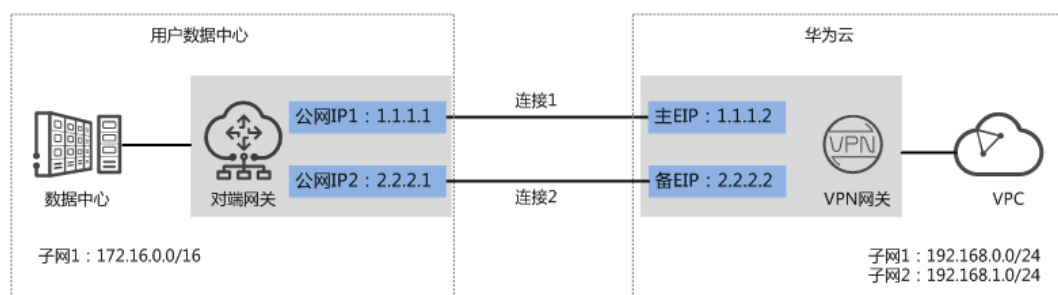 用户数据中心
华为云
公网IP1：1.1.1.1
连接1
主EIP：1.1.1.2
VPN
公网IP2：2.2.2.1
连接2
备EIP：2.2.2.2
数据中心
对端网关
VPN网关
VPC
子网1：172.16.0.0/16
子网1：192.168.0.0/24
子网2：192.168.1.0/24